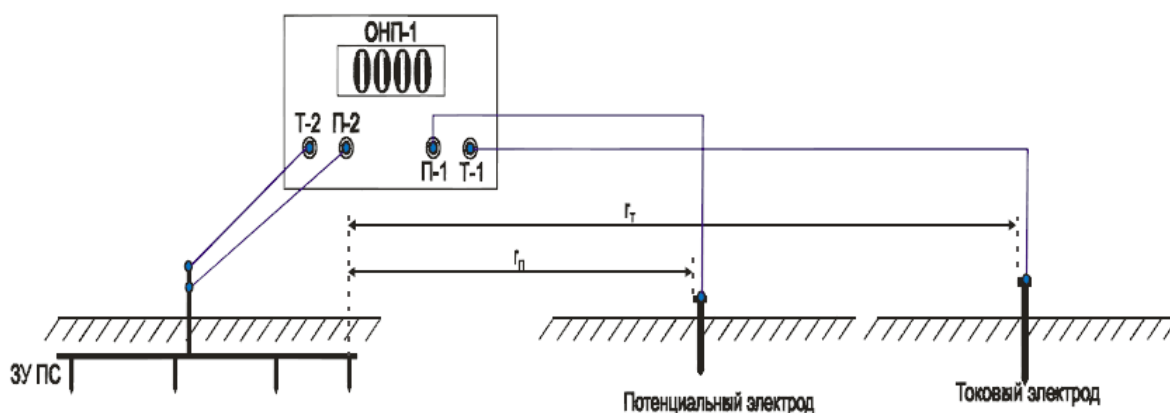 ОНП-1
0000
Т-2 П-2
П-1 Т-1
rт
rп
ЗУ ПС
Потенциальный электрод
Токовый электрод